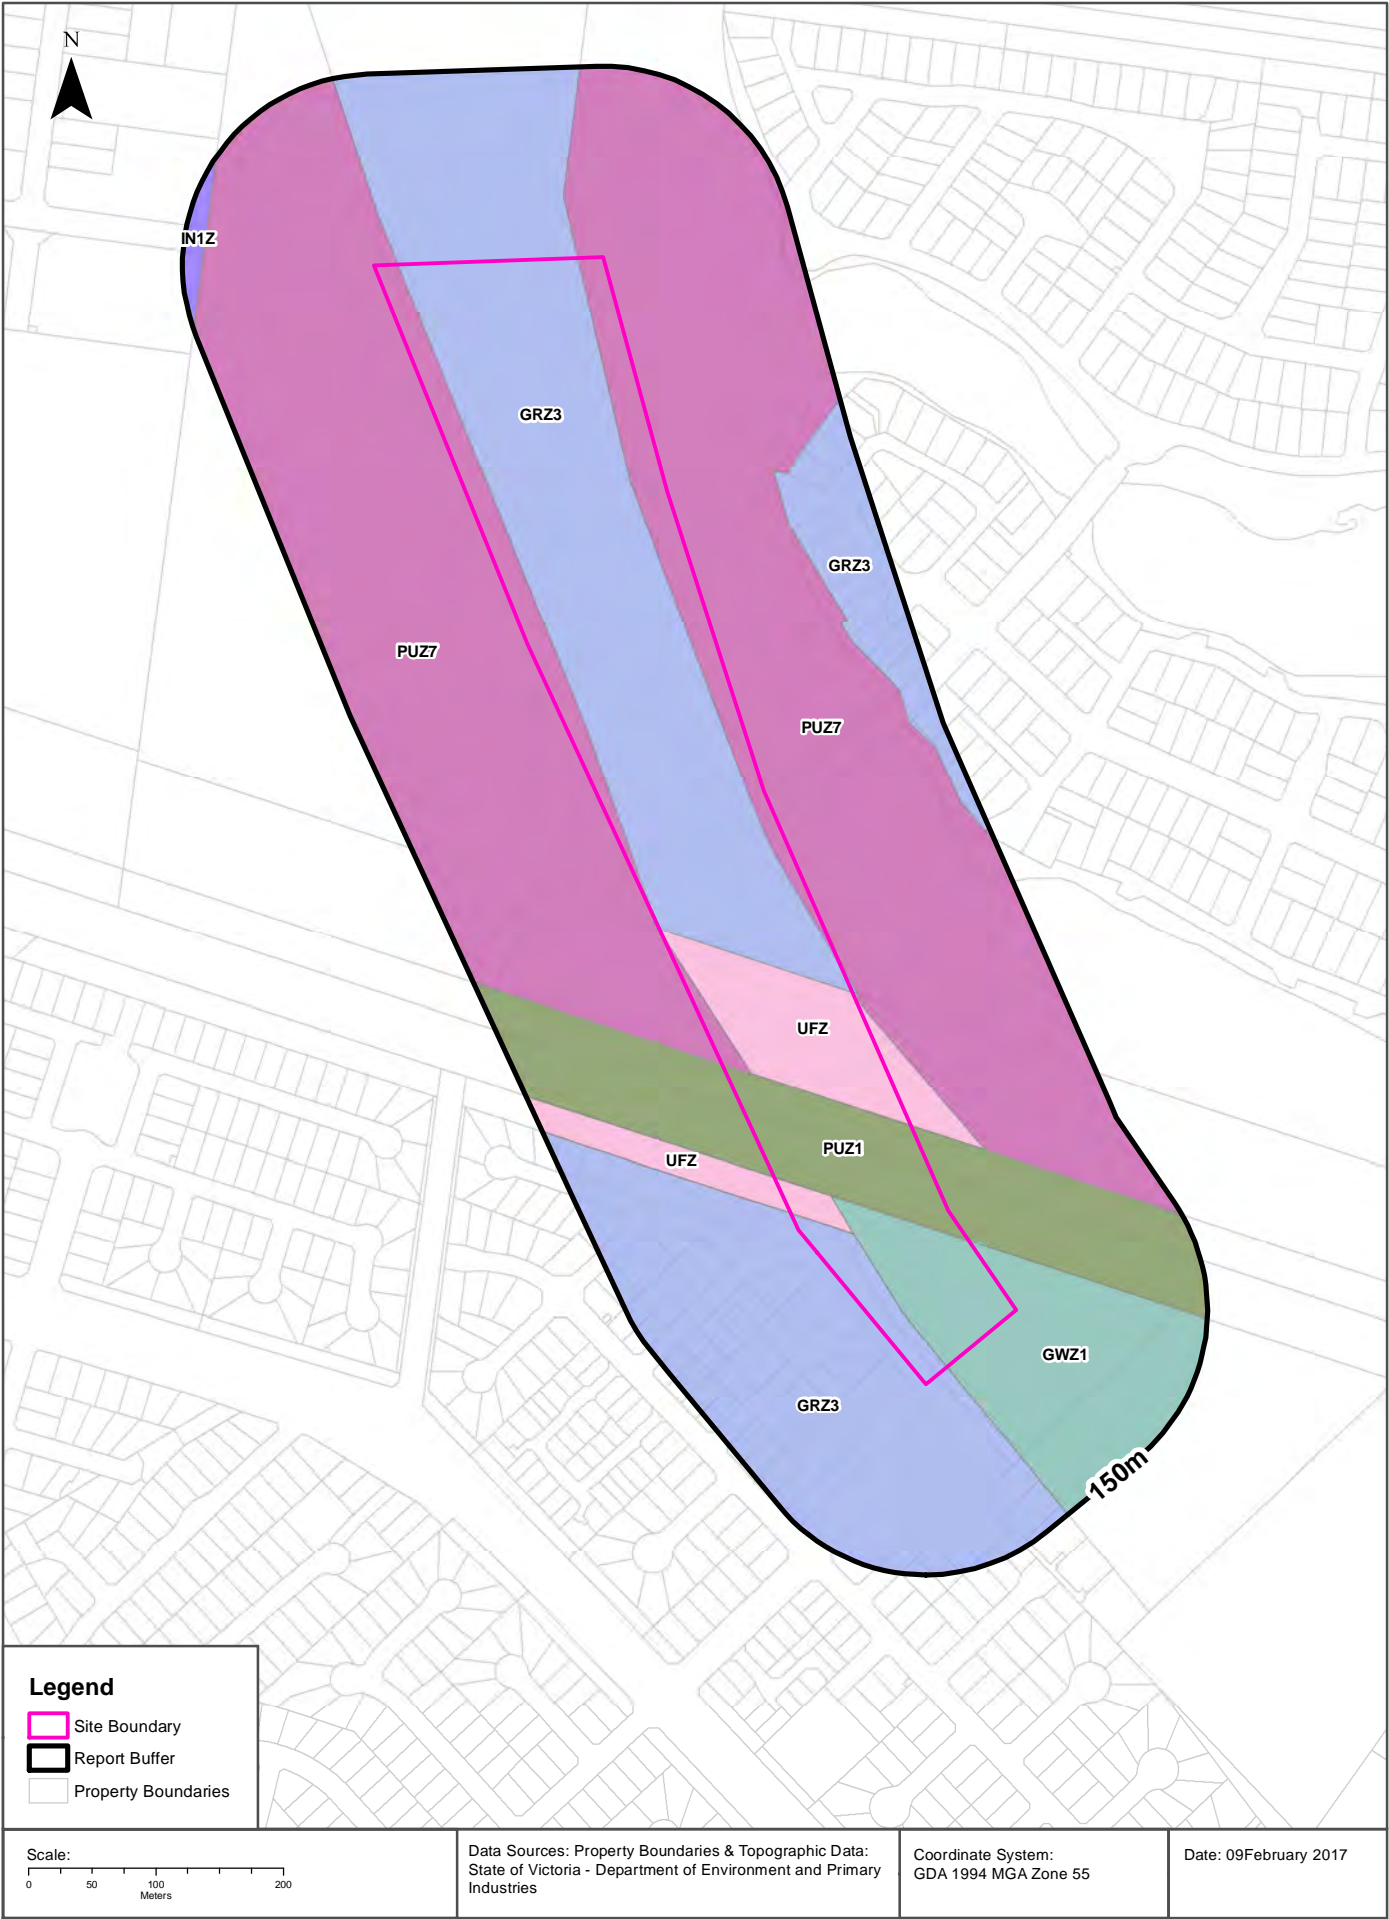 N
IN1Z
GRZ3
GRZ3
PUZ7
PUZ7
UFZ
PUZ1
UFZ
GWZ1
GRZ3
150m
Legend
Site Boundary
Report Buffer
Property Boundaries
Scale:
0 50 100 200
Meters
Data Sources: Property Boundaries & Topographic Data:
State of Victoria - Department of Environment and Primary
Industries
Coordinate System:
GDA 1994 MGA Zone 55
Date: 09February 2017